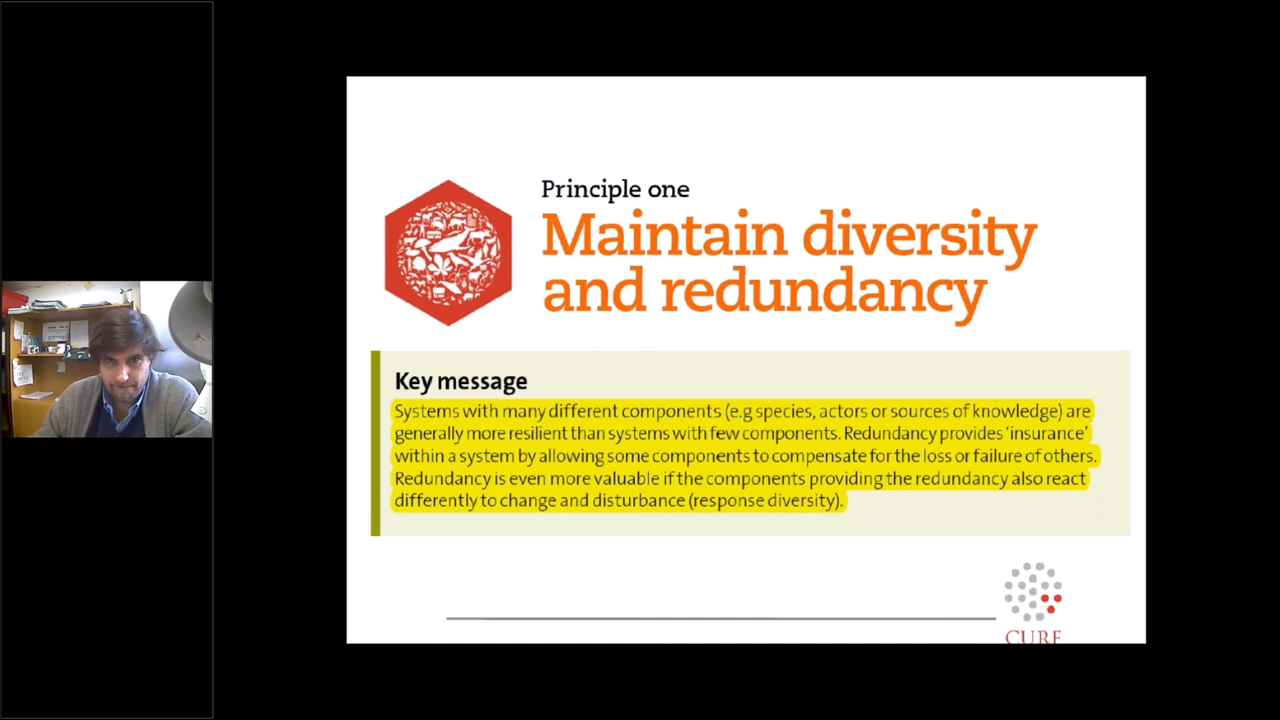 Principle one
Maintain diversity
and redundancy
Key message
Systems with many different components (e.g species, actors or sources of knowledge) are
generally more resilient than systems with few components. Redundancy provides ‘insurance’
within a system by allowing some components to compensate for the loss or failure of others.
Redundancy is even more valuable if the components providing the redundancy also react
differently to change and disturbance (response diversity).